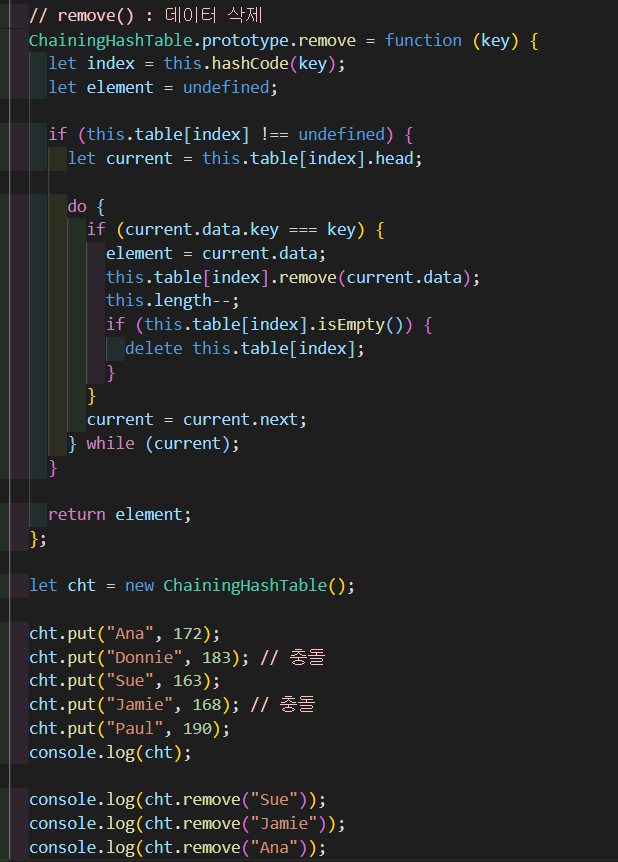 // remove() : 데이터 삭제
ChainingHashTable.prototype.remove = function (key) {
  let index = this.hashCode(key);
  let element = undefined;

  if (this.table[index] !== undefined) {
    let current = this.table[index].head;

    do {
      if (current.data.key === key) {
        element = current.data;
        this.table[index].remove(current.data);
        this.length--;
        if (this.table[index].isEmpty()) {
          delete this.table[index];
        }
      }
      current = current.next;
    } while (current);
  }

  return element;
};

let cht = new ChainingHashTable();

cht.put("Ana", 172);
cht.put("Donnie", 183); // 충돌
cht.put("Sue", 163);
cht.put("Jamie", 168); // 충돌
cht.put("Paul", 190);
console.log(cht);

console.log(cht.remove("Sue"));
console.log(cht.remove("Jamie"));
console.log(cht.remove("Ana"));